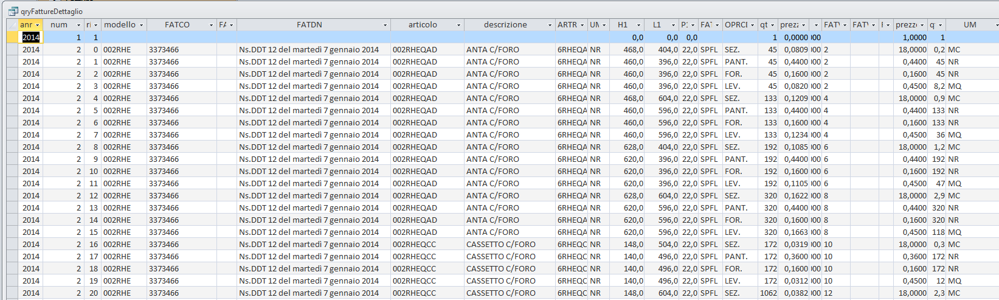 qryFattureDettaglio
anr num ri modello FATCO FA FATDN articolo descrizione ARTR UM H1 L1 P1 FAT OPRCI qt prezz FATV FATV F prezzo q UM
2014 1 1 0,0 0,0 0,0 1 0,0000 000 1,0000 1
2014 2 0 002RHE 3373466 Ns.DDT 12 del martedì 7 gennaio 2014 002RHEQAD ANTA C/FORO 6RHEQA NR 468,0 404,0 22,0 SPFL SEZ. 45 0,0809 000 2 18,0000 0,2 MC
2014 2 1 002RHE 3373466 Ns.DDT 12 del martedì 7 gennaio 2014 002RHEQAD ANTA C/FORO 6RHEQA NR 460,0 396,0 22,0 SPFL PANT. 45 0,4400 000 2 0,4400 45 NR
2014 2 2 002RHE 3373466 Ns.DDT 12 del martedì 7 gennaio 2014 002RHEQAD ANTA C/FORO 6RHEQA NR 460,0 396,0 22,0 SPFL FOR. 45 0,1600 000 2 0,1600 45 NR
2014 2 3 002RHE 3373466 Ns.DDT 12 del martedì 7 gennaio 2014 002RHEQAD ANTA C/FORO 6RHEQA NR 460,0 396,0 22,0 SPFL LEV. 45 0,0820 000 2 0,4500 8,2 MQ
2014 2 4 002RHE 3373466 Ns.DDT 12 del martedì 7 gennaio 2014 002RHEQAD ANTA C/FORO 6RHEQA NR 468,0 604,0 22,0 SPFL SEZ. 133 0,1209 000 4 18,0000 0,9 MC
2014 2 5 002RHE 3373466 Ns.DDT 12 del martedì 7 gennaio 2014 002RHEQAD ANTA C/FORO 6RHEQA NR 460,0 596,0 22,0 SPFL PANT. 133 0,4400 000 4 0,4400 133 NR
2014 2 6 002RHE 3373466 Ns.DDT 12 del martedì 7 gennaio 2014 002RHEQAD ANTA C/FORO 6RHEQA NR 460,0 596,0 22,0 SPFL FOR. 133 0,1600 000 4 0,1600 133 NR
2014 2 7 002RHE 3373466 Ns.DDT 12 del martedì 7 gennaio 2014 002RHEQAD ANTA C/FORO 6RHEQA NR 460,0 596,0 22,0 SPFL LEV. 133 0,1234 000 4 0,4500 36 MQ
2014 2 8 002RHE 3373466 Ns.DDT 12 del martedì 7 gennaio 2014 002RHEQAD ANTA C/FORO 6RHEQA NR 628,0 404,0 22,0 SPFL SEZ. 192 0,1085 000 6 18,0000 1,2 MC
2014 2 9 002RHE 3373466 Ns.DDT 12 del martedì 7 gennaio 2014 002RHEQAD ANTA C/FORO 6RHEQA NR 620,0 396,0 22,0 SPFL PANT. 192 0,4400 000 6 0,4400 192 NR
2014 2 10 002RHE 3373466 Ns.DDT 12 del martedì 7 gennaio 2014 002RHEQAD ANTA C/FORO 6RHEQA NR 620,0 396,0 22,0 SPFL FOR. 192 0,1600 000 6 0,1600 192 NR
2014 2 11 002RHE 3373466 Ns.DDT 12 del martedì 7 gennaio 2014 002RHEQAD ANTA C/FORO 6RHEQA NR 620,0 396,0 22,0 SPFL LEV. 192 0,1105 000 6 0,4500 47 MQ
2014 2 12 002RHE 3373466 Ns.DDT 12 del martedì 7 gennaio 2014 002RHEQAD ANTA C/FORO 6RHEQA NR 628,0 604,0 22,0 SPFL SEZ. 320 0,1622 000 8 18,0000 2,9 MC
2014 2 13 002RHE 3373466 Ns.DDT 12 del martedì 7 gennaio 2014 002RHEQAD ANTA C/FORO 6RHEQA NR 620,0 596,0 22,0 SPFL PANT. 320 0,4400 000 8 0,4400 320 NR
2014 2 14 002RHE 3373466 Ns.DDT 12 del martedì 7 gennaio 2014 002RHEQAD ANTA C/FORO 6RHEQA NR 620,0 596,0 22,0 SPFL FOR. 320 0,1600 000 8 0,1600 320 NR
2014 2 15 002RHE 3373466 Ns.DDT 12 del martedì 7 gennaio 2014 002RHEQAD ANTA C/FORO 6RHEQA NR 620,0 596,0 22,0 SPFL LEV. 320 0,1663 000 8 0,4500 118 MQ
2014 2 16 002RHE 3373466 Ns.DDT 12 del martedì 7 gennaio 2014 002RHEQCC CASSETTO C/FORO 6RHEQC NR 148,0 504,0 22,0 SPFL SEZ. 172 0,0319 000 10 18,0000 0,3 MC
2014 2 17 002RHE 3373466 Ns.DDT 12 del martedì 7 gennaio 2014 002RHEQCC CASSETTO C/FORO 6RHEQC NR 140,0 496,0 22,0 SPFL PANT. 172 0,3600 000 10 0,3600 172 NR
2014 2 18 002RHE 3373466 Ns.DDT 12 del martedì 7 gennaio 2014 002RHEQCC CASSETTO C/FORO 6RHEQC NR 140,0 496,0 22,0 SPFL FOR. 172 0,1600 000 10 0,1600 172 NR
2014 2 19 002RHE 3373466 Ns.DDT 12 del martedì 7 gennaio 2014 002RHEQCC CASSETTO C/FORO 6RHEQC NR 140,0 496,0 22,0 SPFL LEV. 172 0,0312 000 10 0,4500 12 MQ
2014 2 20 002RHE 3373466 Ns.DDT 12 del martedì 7 gennaio 2014 002RHEQCC CASSETTO C/FORO 6RHEQC NR 148,0 604,0 22,0 SPFL SEZ. 1062 0,0382 000 12 18,0000 2,3 MC